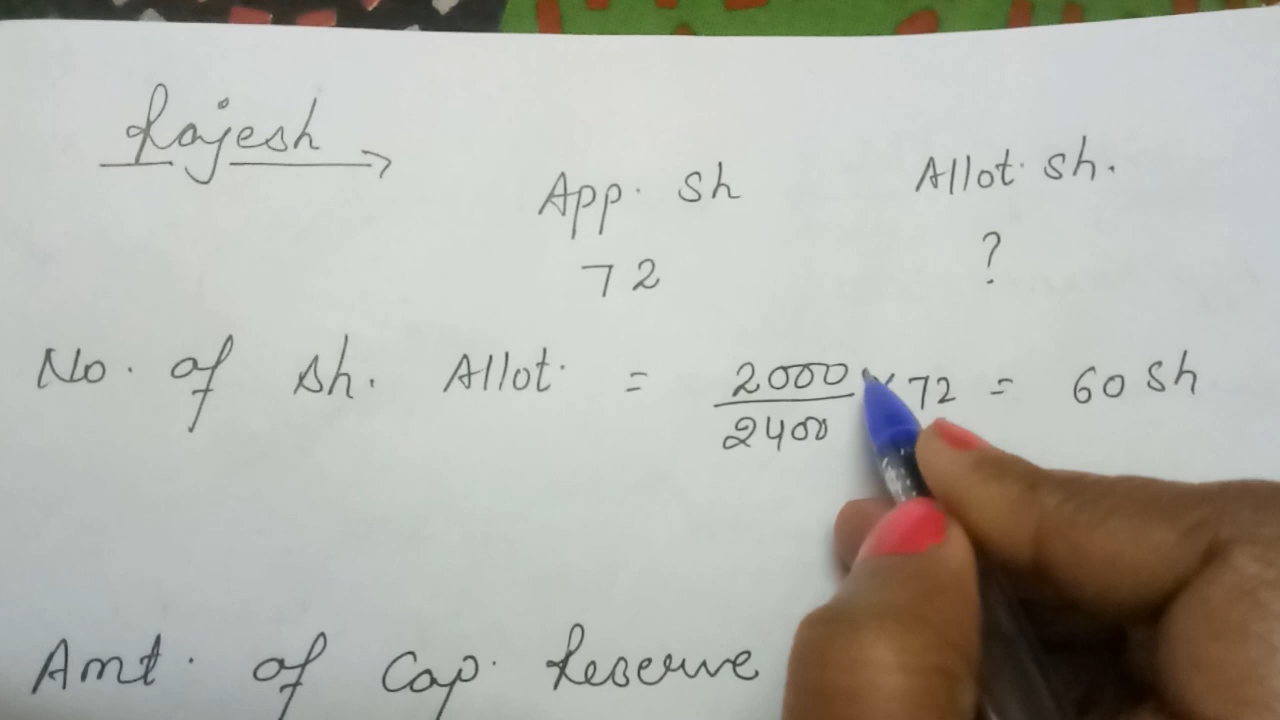 Rajesh →
App. Sh Allot. Sh.
72 ?
No. of Sh. Allot. = 2000/2400 × 72 = 60 Sh
Amt. of Cap. Reserve